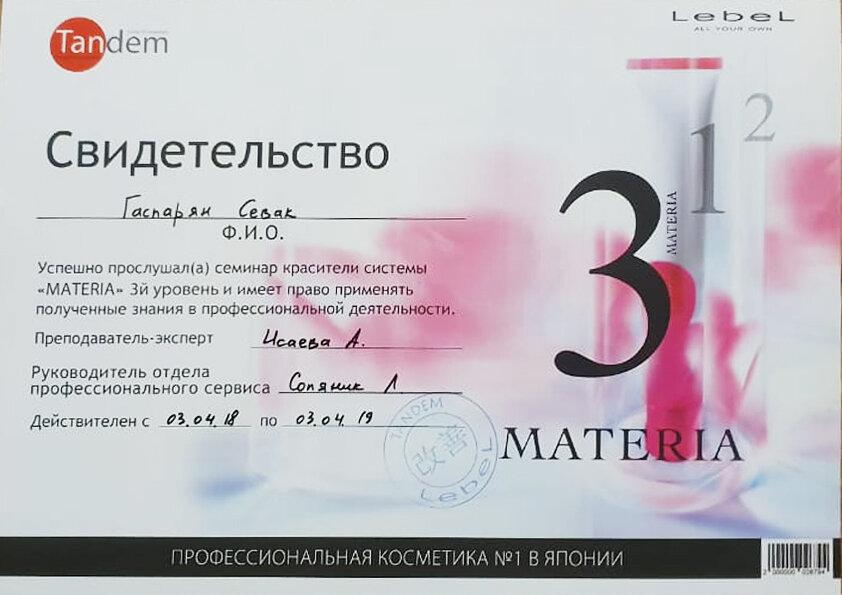 Tandem
LebeL
ALL YOUR OWN
3 1 2
MATERIA
Свидетельство
Гаспарян Севак
Ф.И.О.
Успешно прослушал(а) семинар красители системы
«MATERIA» 3й уровень и имеет право применять
полученные знания в профессиональной деятельности.
Преподаватель-эксперт Исаева А.
Руководитель отдела
профессионального сервиса Сопяник Л
Действителен с 03.04.18 по 03.04.19
TANDEM
改善
LebeL
MATERIA
ПРОФЕССИОНАЛЬНАЯ КОСМЕТИКА №1 В ЯПОНИИ